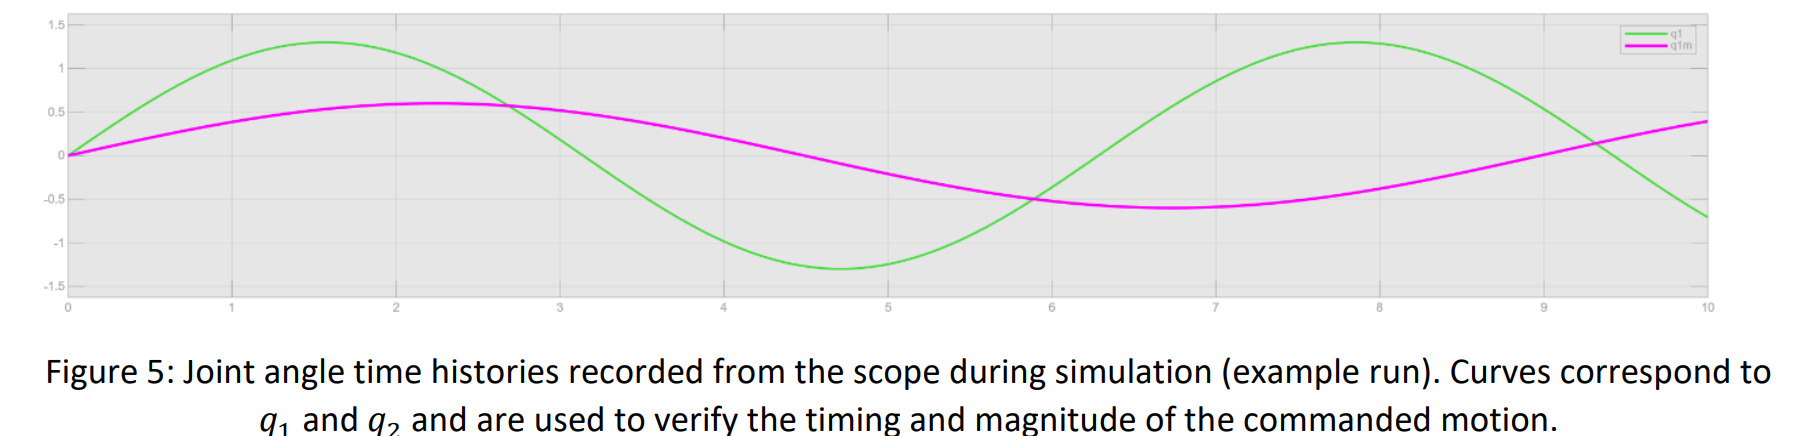 1.5
1
0.5
0
-0.5
-1
-1.5
0 1 2 3 4 5 6 7 8 9 10
q1
q1m
Figure 5: Joint angle time histories recorded from the scope during simulation (example run). Curves correspond to
q₁ and q₂ and are used to verify the timing and magnitude of the commanded motion.